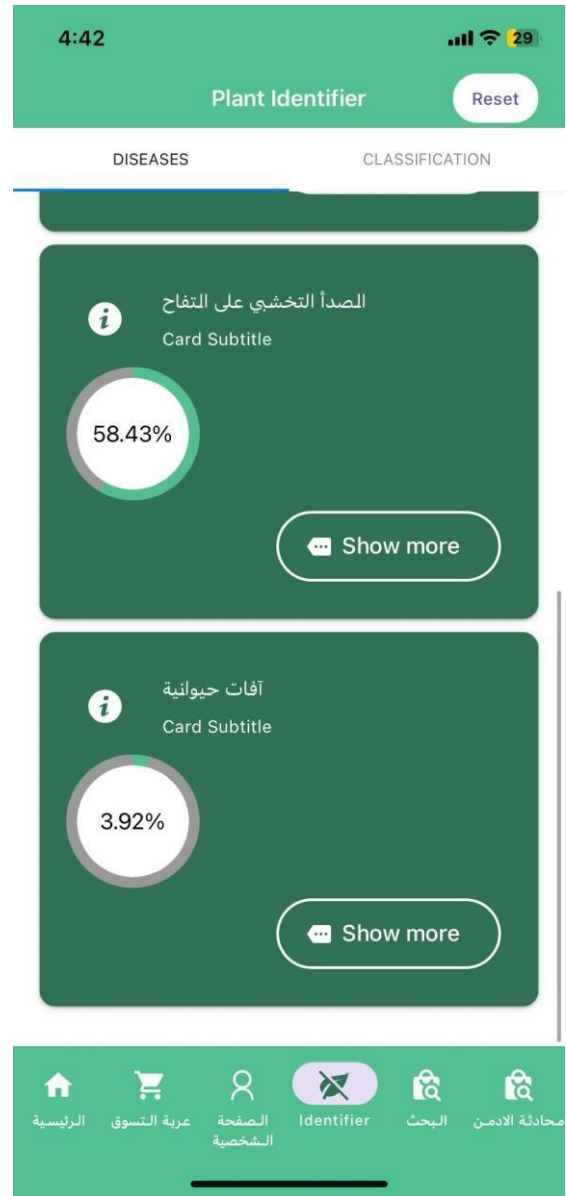 4:42
29
Plant Identifier
Reset
DISEASES
CLASSIFICATION
الصدأ التخشبي على التفاح
Card Subtitle
58.43%
Show more
آفات حيوانية
Card Subtitle
3.92%
Show more
الرئيسية
عربة التسوق
الصفحة
الشخصية
Identifier
البحث
محادثة الادمن